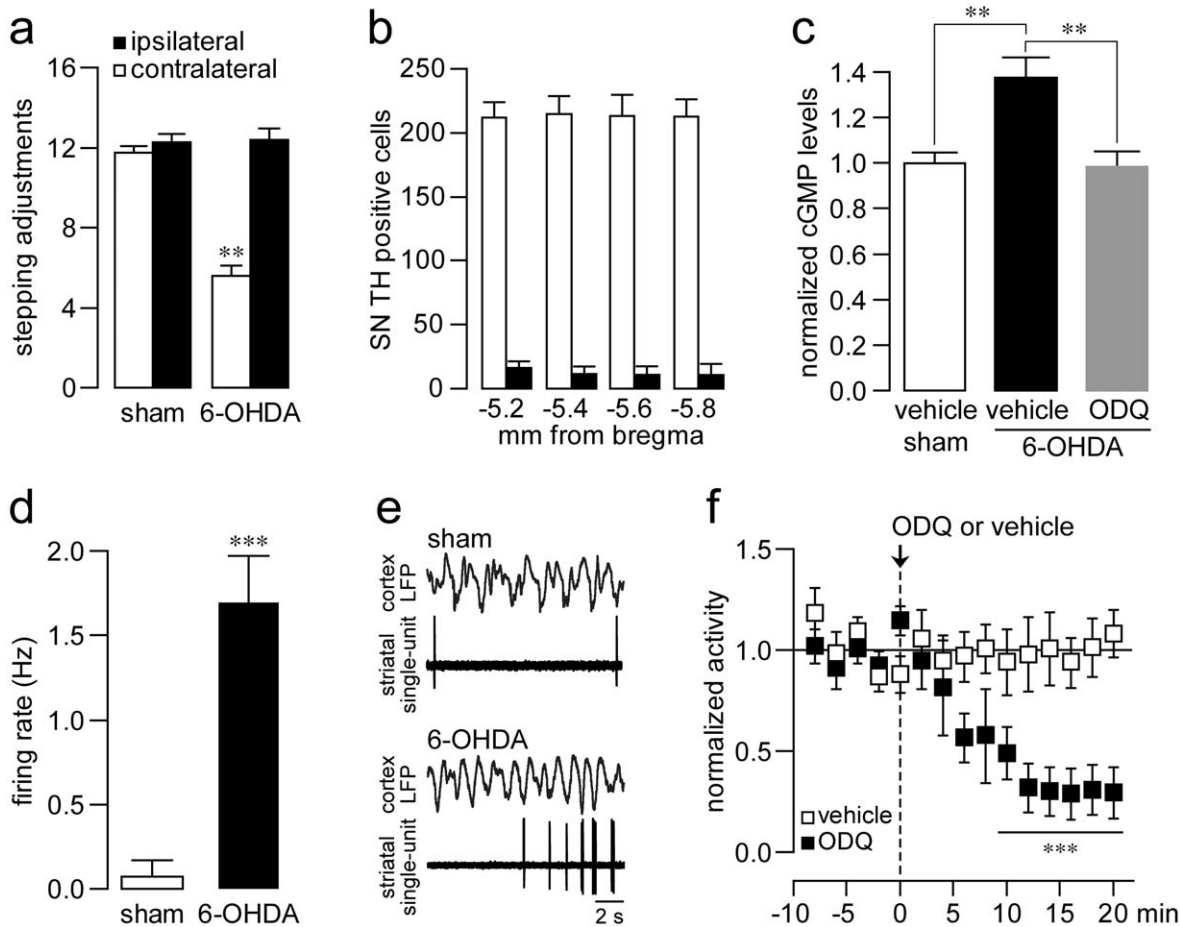 a
ipsilateral
contralateral
stepping adjustments
16
12
8
4
0
**
sham 6-OHDA
b
SN TH positive cells
250
200
150
100
50
0
-5.2 -5.4 -5.6 -5.8
mm from bregma
c
normalized cGMP levels
** **
1.4
1.2
1.0
0.8
0.6
0.4
0.2
0.0
vehicle vehicle ODQ
sham 6-OHDA
d
firing rate (Hz)
2.0
1.5
1.0
0.5
0.0
***
sham 6-OHDA
e
sham
cortex
LFP
striatal
single-unit
6-OHDA
cortex
LFP
striatal
single-unit
2 s
f
ODQ or vehicle
normalized activity
1.5
1.0
0.5
0.0
vehicle
ODQ
***
-10 -5 0 5 10 15 20 min